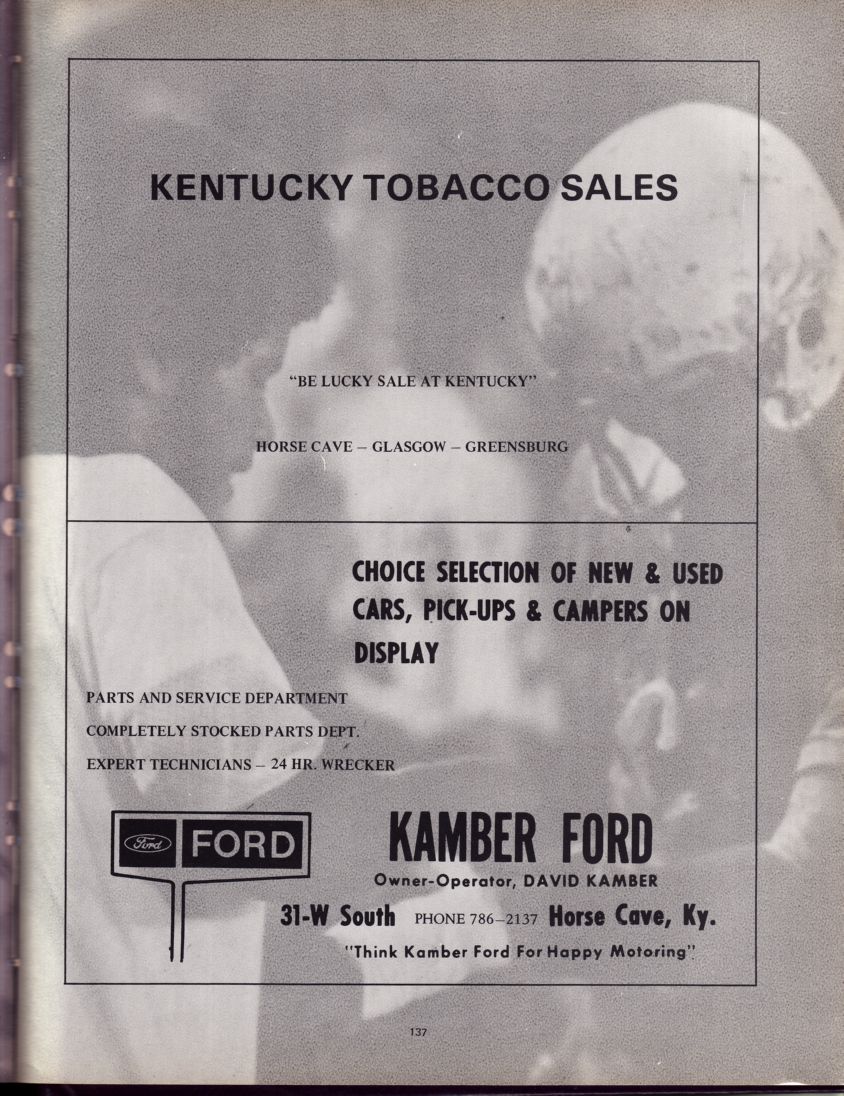 KENTUCKY TOBACCO SALES
“BE LUCKY SALE AT KENTUCKY”
HORSE CAVE – GLASGOW – GREENSBURG
CHOICE SELECTION OF NEW & USED
CARS, PICK-UPS & CAMPERS ON
DISPLAY
PARTS AND SERVICE DEPARTMENT
COMPLETELY STOCKED PARTS DEPT.
EXPERT TECHNICIANS – 24 HR. WRECKER
Ford FORD
KAMBER FORD
Owner-Operator, DAVID KAMBER
31-W South PHONE 786–2137 Horse Cave, Ky.
"Think Kamber Ford For Happy Motoring"
137